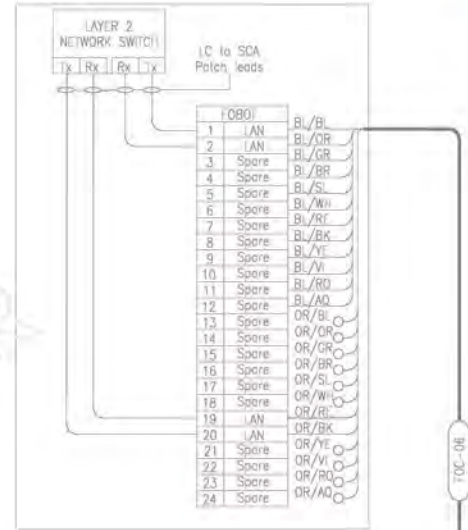 LAYER 2
NETWORK SWITCH
Tx Rx Rx Tx
LC to SCA
Patch leads
FOBOT
1 LAN BL/BL
2 LAN BL/OR
3 Spare BL/GR
4 Spare BL/BR
5 Spare BL/SL
6 Spare BL/WH
7 Spare BL/RE
8 Spare BL/BK
9 Spare BL/YE
10 Spare BL/VI
11 Spare BL/RO
12 Spare BL/AQ
13 Spare OR/BL
14 Spare OR/OR
15 Spare OR/GR
16 Spare OR/BR
17 Spare OR/SL
18 Spare OR/WH
19 LAN OR/RE
20 LAN OR/BK
21 Spare OR/YE
22 Spare OR/VI
23 Spare OR/RO
24 Spare OR/AQ
FOC-06